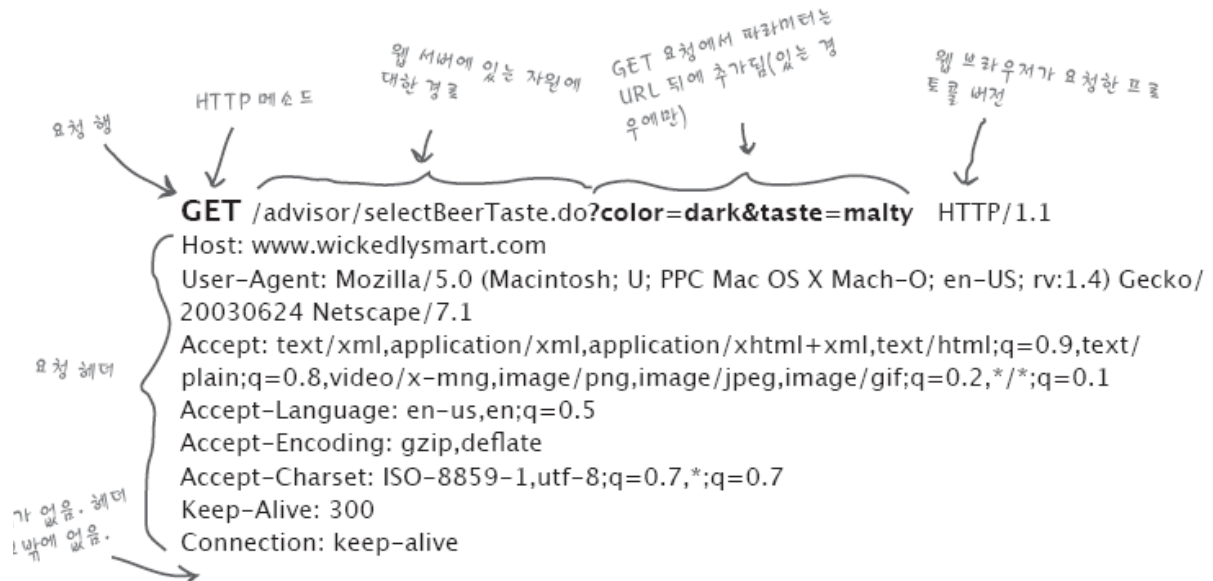 웹 서버에 있는 자원에
대한 경로
GET 요청에서 파라미터는
URL 뒤에 추가됨(있는 경
우에만)
웹 브라우저가 요청한 프로
토콜 버전
HTTP 메소드
요청 행
GET /advisor/selectBeerTaste.do?color=dark&taste=malty HTTP/1.1
Host: www.wickedlysmart.com
User-Agent: Mozilla/5.0 (Macintosh; U; PPC Mac OS X Mach-O; en-US; rv:1.4) Gecko/
20030624 Netscape/7.1
Accept: text/xml,application/xml,application/xhtml+xml,text/html;q=0.9,text/
plain;q=0.8,video/x-mng,image/png,image/jpeg,image/gif;q=0.2,*/*;q=0.1
요청 헤더
Accept-Language: en-us,en;q=0.5
Accept-Encoding: gzip,deflate
Accept-Charset: ISO-8859-1,utf-8;q=0.7,*;q=0.7
Keep-Alive: 300
Connection: keep-alive
가 없음. 헤더
밖에 없음.